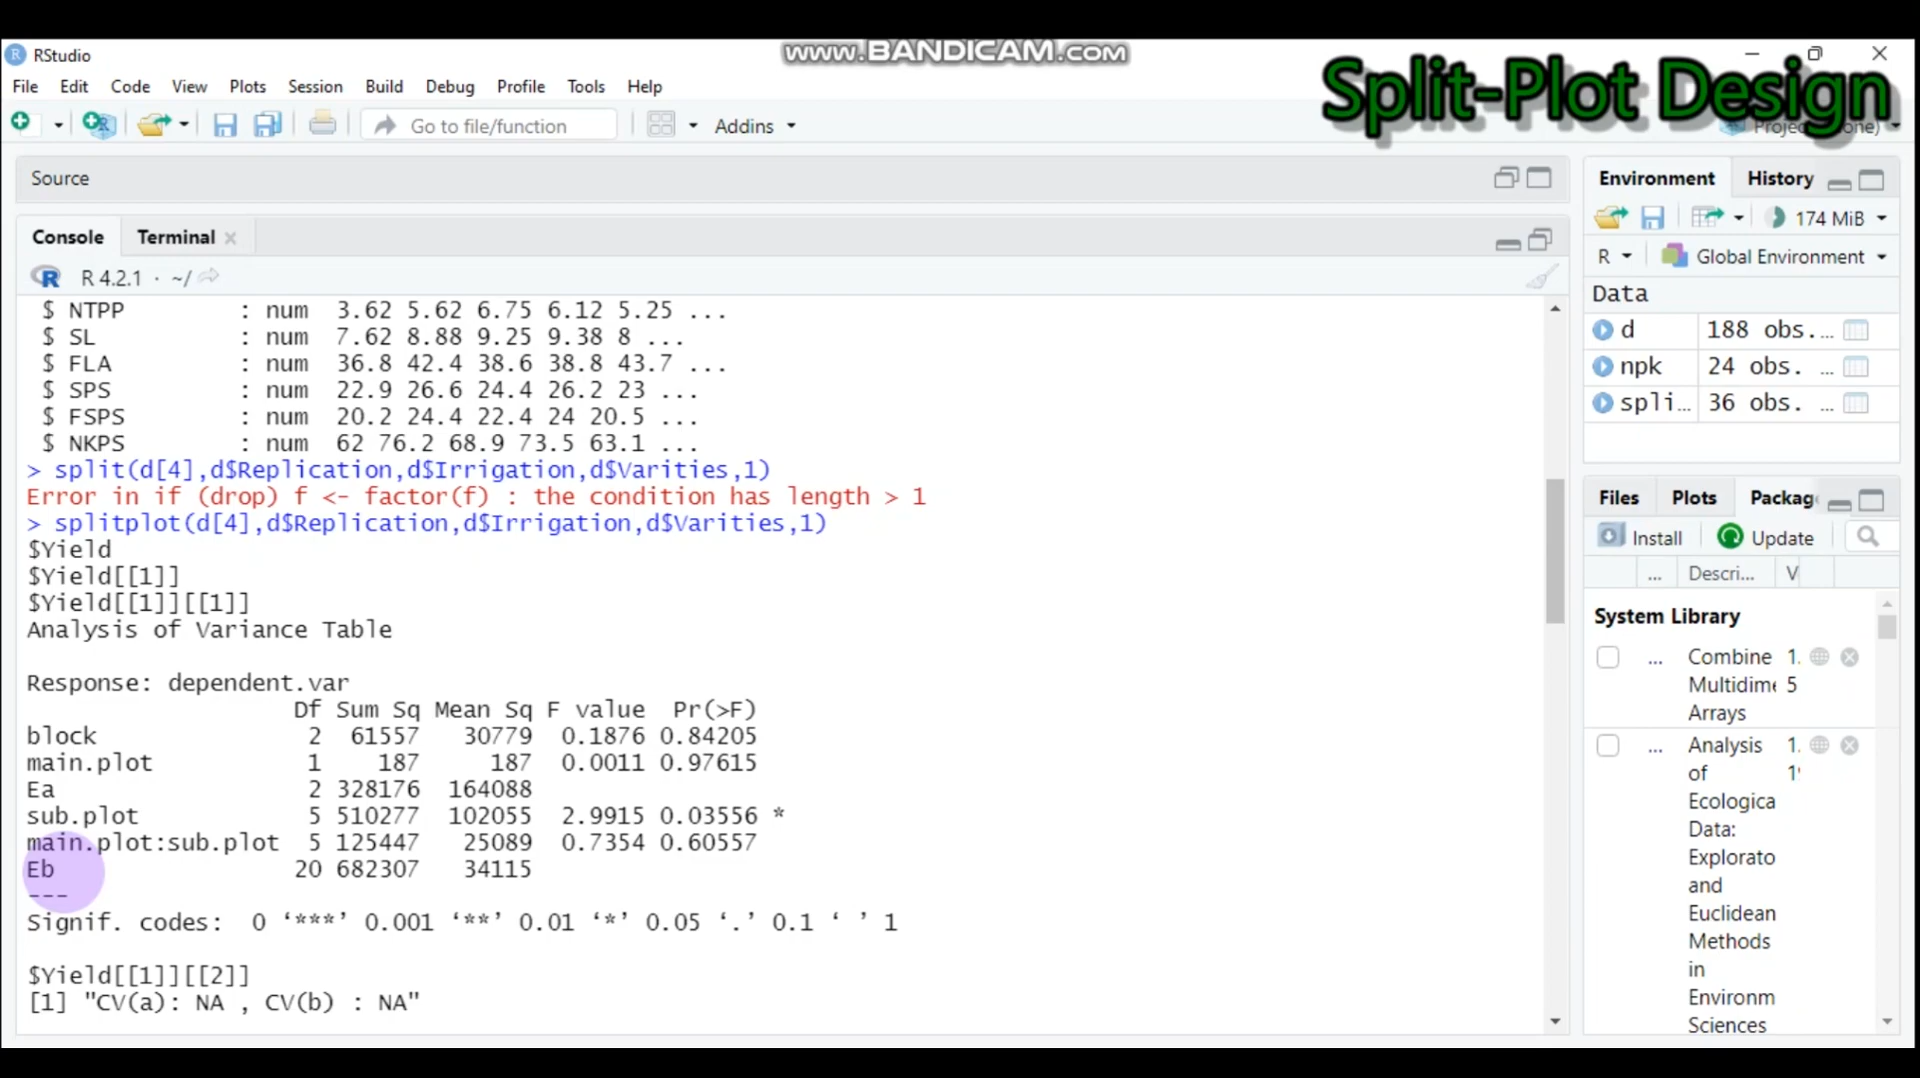 www.BANDICAM.com
RStudio
Split-Plot Design
File Edit Code View Plots Session Build Debug Profile Tools Help
Go to file/function Addins
Source
Console Terminal
R 4.2.1 · ~/
$ NTPP : num 3.62 5.62 6.75 6.12 5.25 ...
$ SL : num 7.62 8.88 9.25 9.38 8 ...
$ FLA : num 36.8 42.4 38.6 38.8 43.7 ...
$ SPS : num 22.9 26.6 24.4 26.2 23 ...
$ FSPS : num 20.2 24.4 22.4 24 20.5 ...
$ NKPS : num 62 76.2 68.9 73.5 63.1 ...
> split(d[4],d$Replication,d$Irrigation,d$Varities,1)
Error in if (drop) f <- factor(f) : the condition has length > 1
> splitplot(d[4],d$Replication,d$Irrigation,d$Varities,1)
$Yield
$Yield[[1]]
$Yield[[1]][[1]]
Analysis of Variance Table
Response: dependent.var
Df Sum Sq Mean Sq F value Pr(>F)
block 2 61557 30779 0.1876 0.84205
main.plot 1 187 187 0.0011 0.97615
Ea 2 328176 164088
sub.plot 5 510277 102055 2.9915 0.03556 *
main.plot:sub.plot 5 125447 25089 0.7354 0.60557
Eb 20 682307 34115
---
Signif. codes: 0 ‘***’ 0.001 ‘**’ 0.01 ‘*’ 0.05 ‘.’ 0.1 ‘ ’ 1
$Yield[[1]][[2]]
[1] "CV(a): NA , CV(b) : NA"
Environment History
174 MiB
R Global Environment
Data
d 188 obs. ...
npk 24 obs. ...
spli... 36 obs. ...
Files Plots Packag
Install Update
... Descri... V
System Library
... Combine 1.
Multidime 5
Arrays
... Analysis 1.
of 1'
Ecologica
Data:
Explorato
and
Euclidean
Methods
in
Environm
Sciences